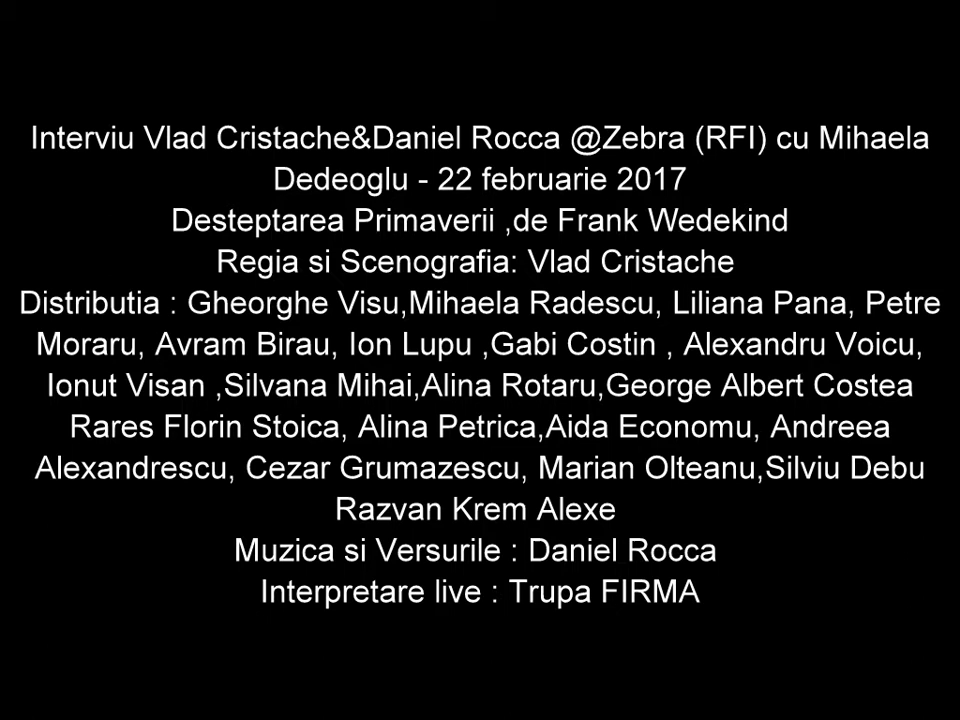 Interviu Vlad Cristache&Daniel Rocca @Zebra (RFI) cu Mihaela
Dedeoglu - 22 februarie 2017
Desteptarea Primaverii ,de Frank Wedekind
Regia si Scenografia: Vlad Cristache
Distributia : Gheorghe Visu,Mihaela Radescu, Liliana Pana, Petre
Moraru, Avram Birau, Ion Lupu ,Gabi Costin , Alexandru Voicu,
Ionut Visan ,Silvana Mihai,Alina Rotaru,George Albert Costea
Rares Florin Stoica, Alina Petrica,Aida Economu, Andreea
Alexandrescu, Cezar Grumazescu, Marian Olteanu,Silviu Debu
Razvan Krem Alexe
Muzica si Versurile : Daniel Rocca
Interpretare live : Trupa FIRMA